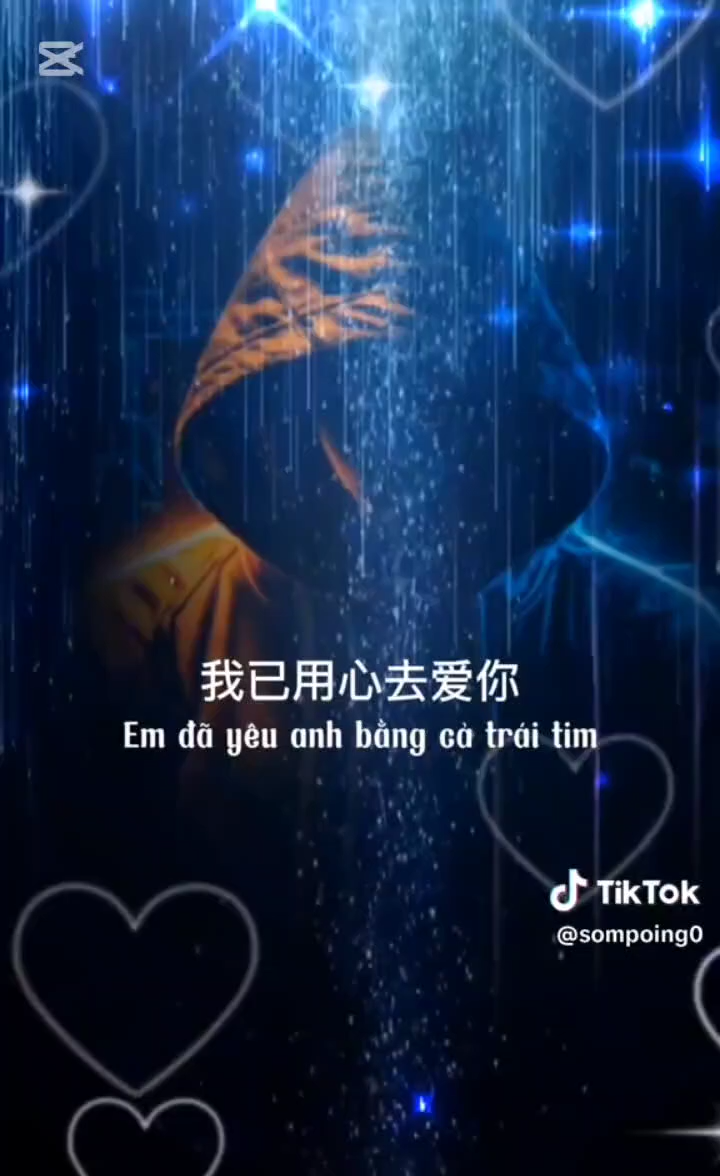 我已用心去爱你
Em đã yêu anh bằng cả trái tim
TikTok
@sompoing0